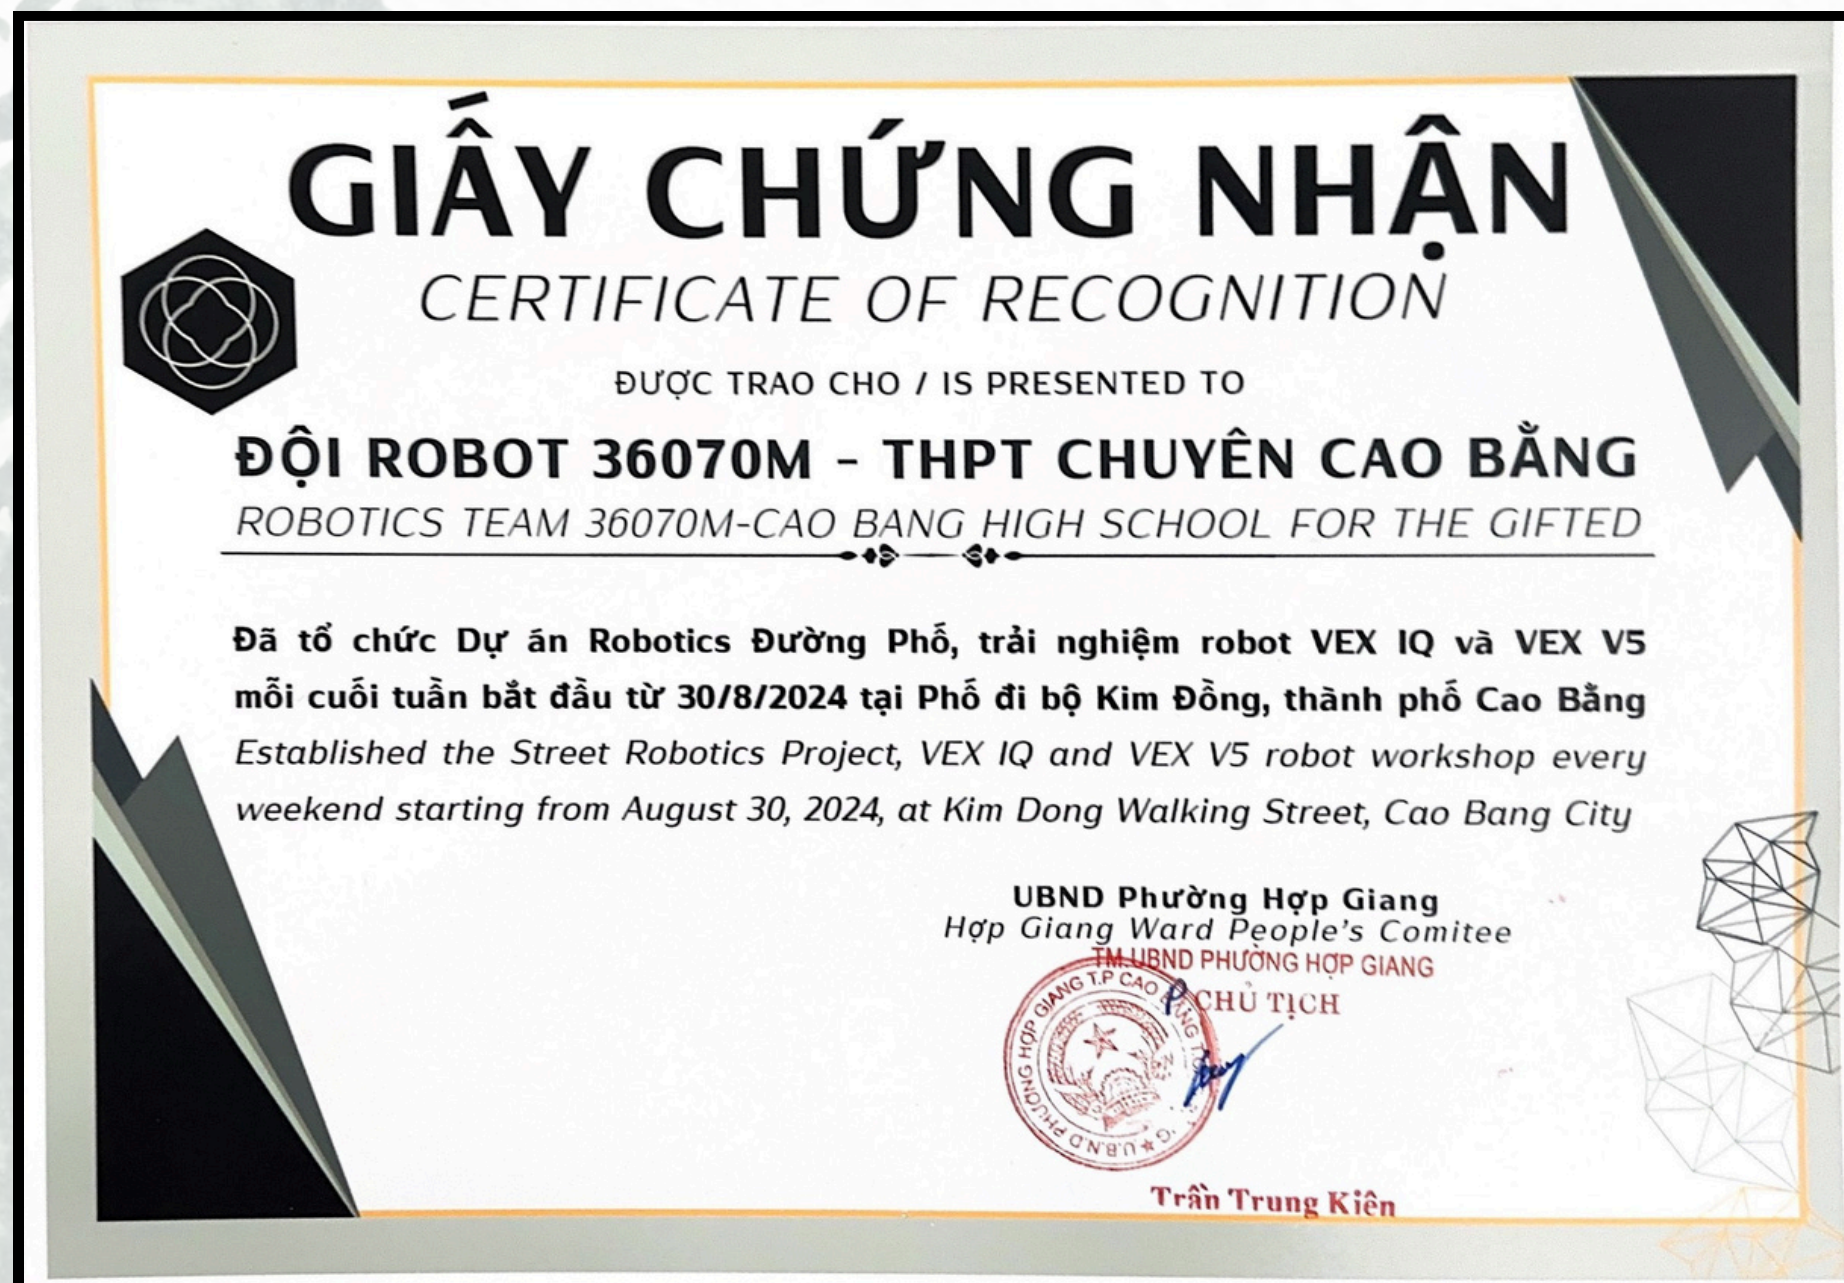 GIẤY CHỨNG NHẬN
CERTIFICATE OF RECOGNITION
ĐƯỢC TRAO CHO / IS PRESENTED TO
ĐỘI ROBOT 36070M - THPT CHUYÊN CAO BẰNG
ROBOTICS TEAM 36070M-CAO BANG HIGH SCHOOL FOR THE GIFTED
Đã tổ chức Dự án Robotics Đường Phố, trải nghiệm robot VEX IQ và VEX V5
mỗi cuối tuần bắt đầu từ 30/8/2024 tại Phố đi bộ Kim Đồng, thành phố Cao Bằng
Established the Street Robotics Project, VEX IQ and VEX V5 robot workshop every
weekend starting from August 30, 2024, at Kim Dong Walking Street, Cao Bang City
UBND Phường Hợp Giang
Hợp Giang Ward People's Comitee
TM.UBND PHƯỜNG HỢP GIANG
P CHỦ TỊCH
U.B.N.D PHƯỜNG HỢP GIANG T.P CAO BẰNG
Trần Trung Kiên